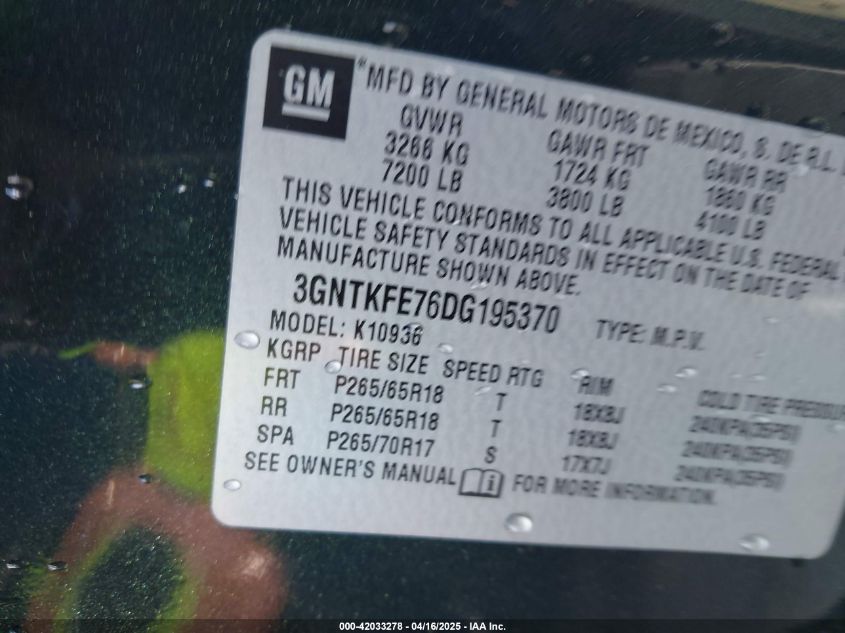 GM
*MFD BY GENERAL MOTORS DE MEXICO, S. DE R.L.
GVWR GAWR FRT GAWR RR
3266 KG 1724 KG 1860 KG
7200 LB 3800 LB 4100 LB
THIS VEHICLE CONFORMS TO ALL APPLICABLE U.S. FEDERAL
VEHICLE SAFETY STANDARDS IN EFFECT ON THE DATE OF
MANUFACTURE SHOWN ABOVE.
3GNTKFE76DG195370 TYPE: M.P.V.
MODEL: K10936
KGRP TIRE SIZE SPEED RTG RIM COLD TIRE PRESSURE
FRT P265/65R18 T 18X8J 240KPA(35PSI)
RR P265/65R18 T 18X8J 240KPA(35PSI)
SPA P265/70R17 S 17X7J 240KPA(35PSI)
SEE OWNER'S MANUAL FOR MORE INFORMATION.
000-42033278 - 04/16/2025 - IAA Inc.